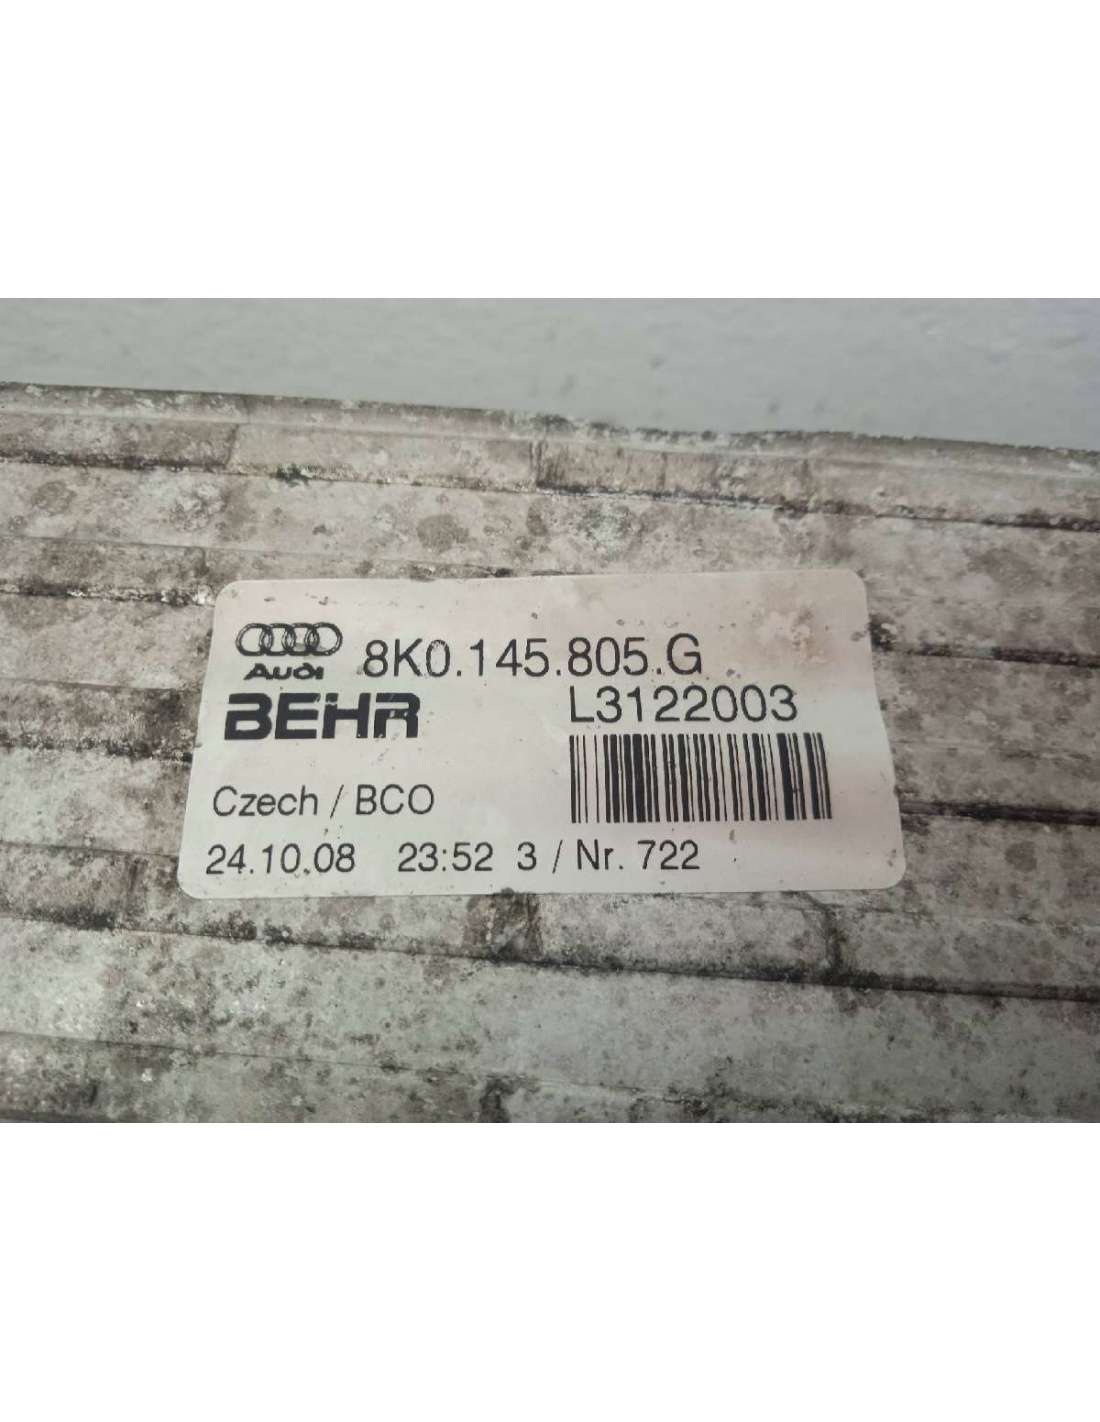 Audi 8K0.145.805.G
BEHR L3122003
Czech / BCO
24.10.08 23:52 3 / Nr. 722